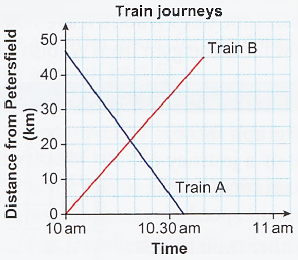 Train journeys
Distance from Petersfield
(km)
50
40
30
20
10
0
Train B
Train A
10 am
10.30 am
11 am
Time